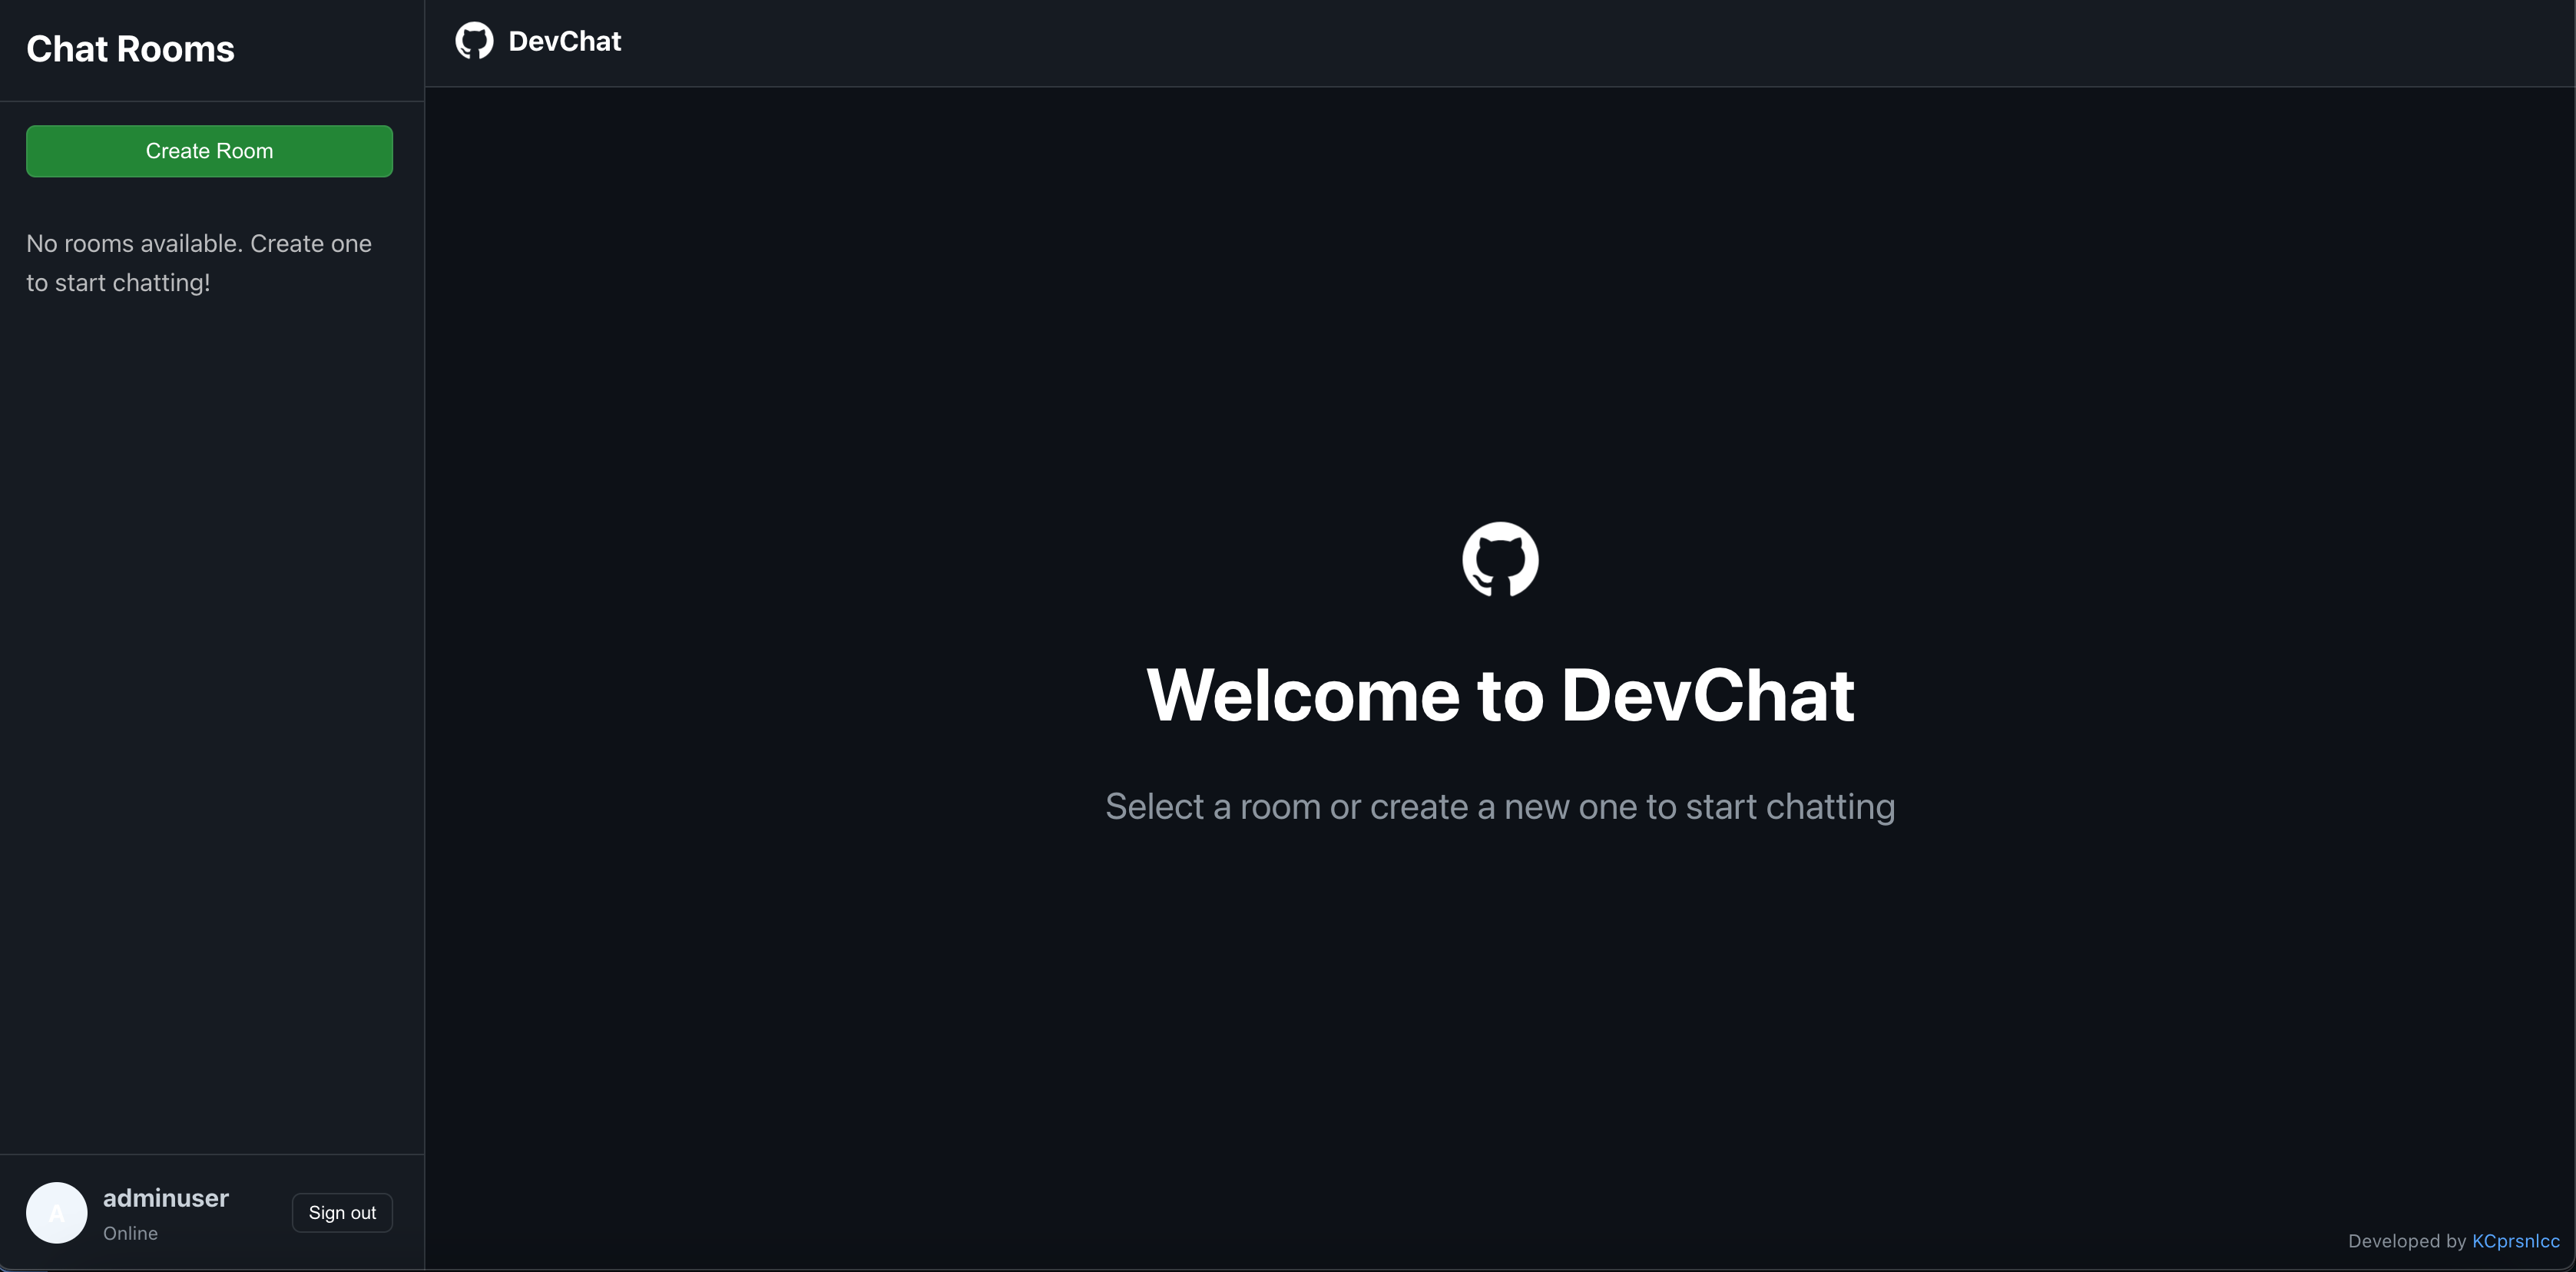 Chat Rooms
Create Room
No rooms available. Create one
to start chatting!
A
adminuser
Online
Sign out
DevChat
Welcome to DevChat
Select a room or create a new one to start chatting
Developed by KCprsnlcc